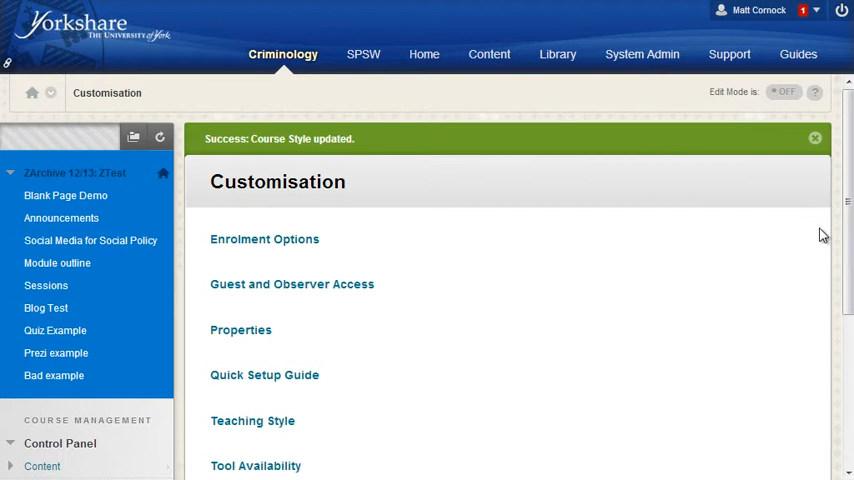 Yorkshare
THE UNIVERSITY of York
Matt Cornock 1
Criminology SPSW Home Content Library System Admin Support Guides
Customisation
Edit Mode is: OFF ?
Success: Course Style updated.
Customisation
ZArchive 12/13: ZTest
Blank Page Demo
Announcements
Social Media for Social Policy
Module outline
Sessions
Blog Test
Quiz Example
Prezi example
Bad example
COURSE MANAGEMENT
Control Panel
Content
Enrolment Options
Guest and Observer Access
Properties
Quick Setup Guide
Teaching Style
Tool Availability